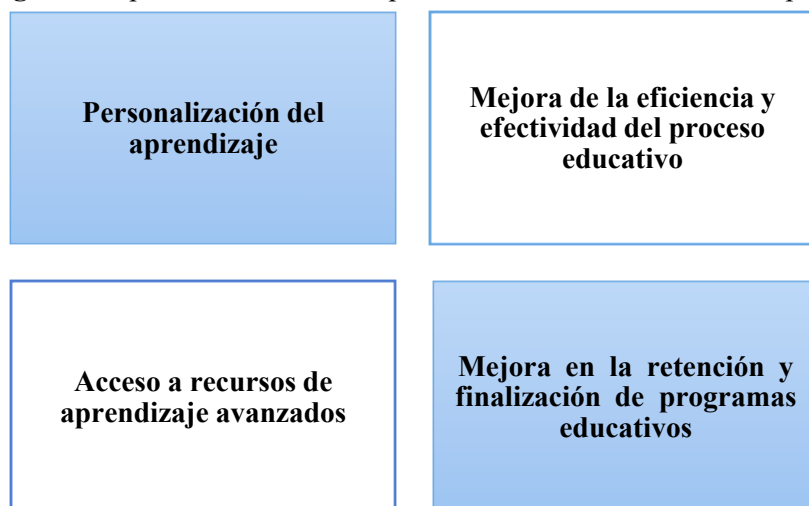 Personalización del
aprendizaje
Mejora de la eficiencia y
efectividad del proceso
educativo
Acceso a recursos de
aprendizaje avanzados
Mejora en la retención y
finalización de programas
educativos